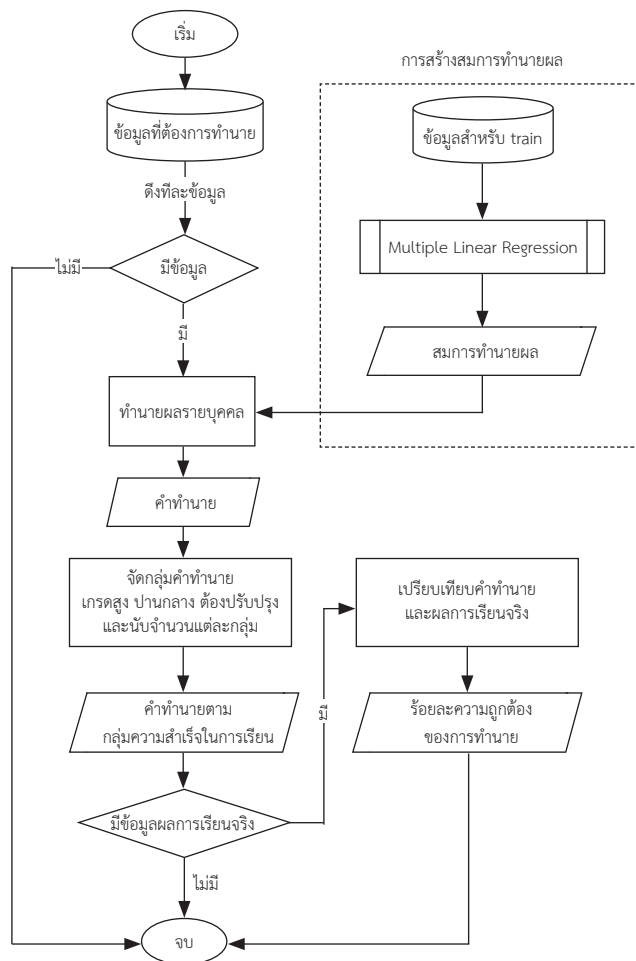 เริ่ม
การสร้างสมการทำนายผล
ข้อมูลที่ต้องการทำนาย
ข้อมูลสำหรับ train
ดึงทีละข้อมูล
Multiple Linear Regression
ไม่มี
มีข้อมูล
มี
สมการทำนายผล
ทำนายผลรายบุคคล
คำทำนาย
จัดกลุ่มคำทำนาย
เกรดสูง ปานกลาง ต้องปรับปรุง
และนับจำนวนแต่ละกลุ่ม
เปรียบเทียบคำทำนาย
และผลการเรียนจริง
คำทำนายตาม
กลุ่มความสำเร็จในการเรียน
มี
ร้อยละความถูกต้อง
ของการทำนาย
มีข้อมูลผลการเรียนจริง
ไม่มี
จบ